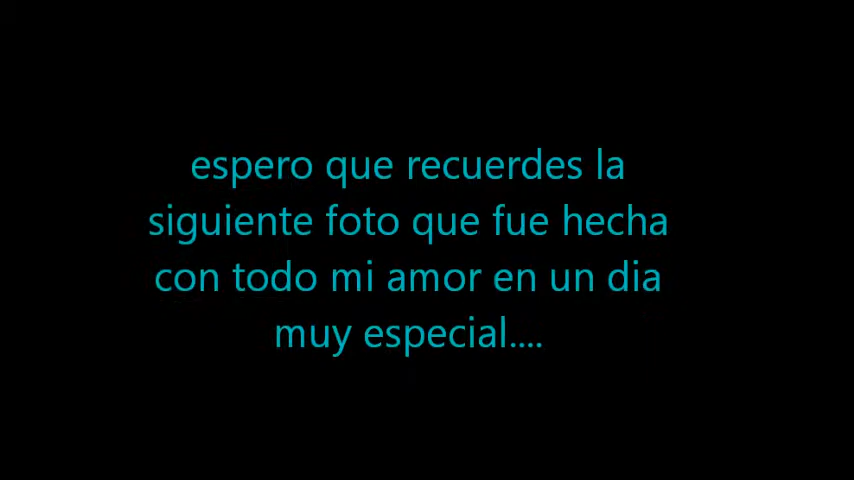 espero que recuerdes la
siguiente foto que fue hecha
con todo mi amor en un dia
muy especial....